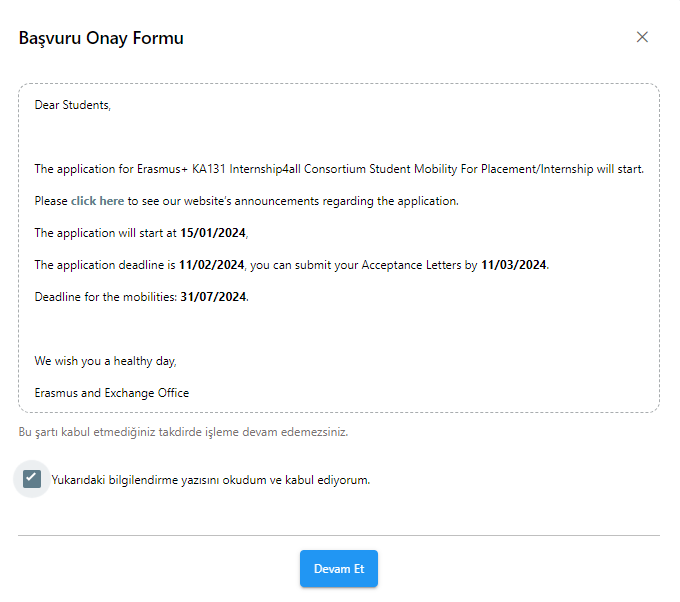 Başvuru Onay Formu
Dear Students,
The application for Erasmus+ KA131 Internship4all Consortium Student Mobility For Placement/Internship will start.
Please click here to see our website's announcements regarding the application.
The application will start at 15/01/2024,
The application deadline is 11/02/2024, you can submit your Acceptance Letters by 11/03/2024.
Deadline for the mobilities: 31/07/2024.
We wish you a healthy day,
Erasmus and Exchange Office
Bu şartı kabul etmediğiniz takdirde işleme devam edemezsiniz.
Yukarıdaki bilgilendirme yazısını okudum ve kabul ediyorum.
Devam Et